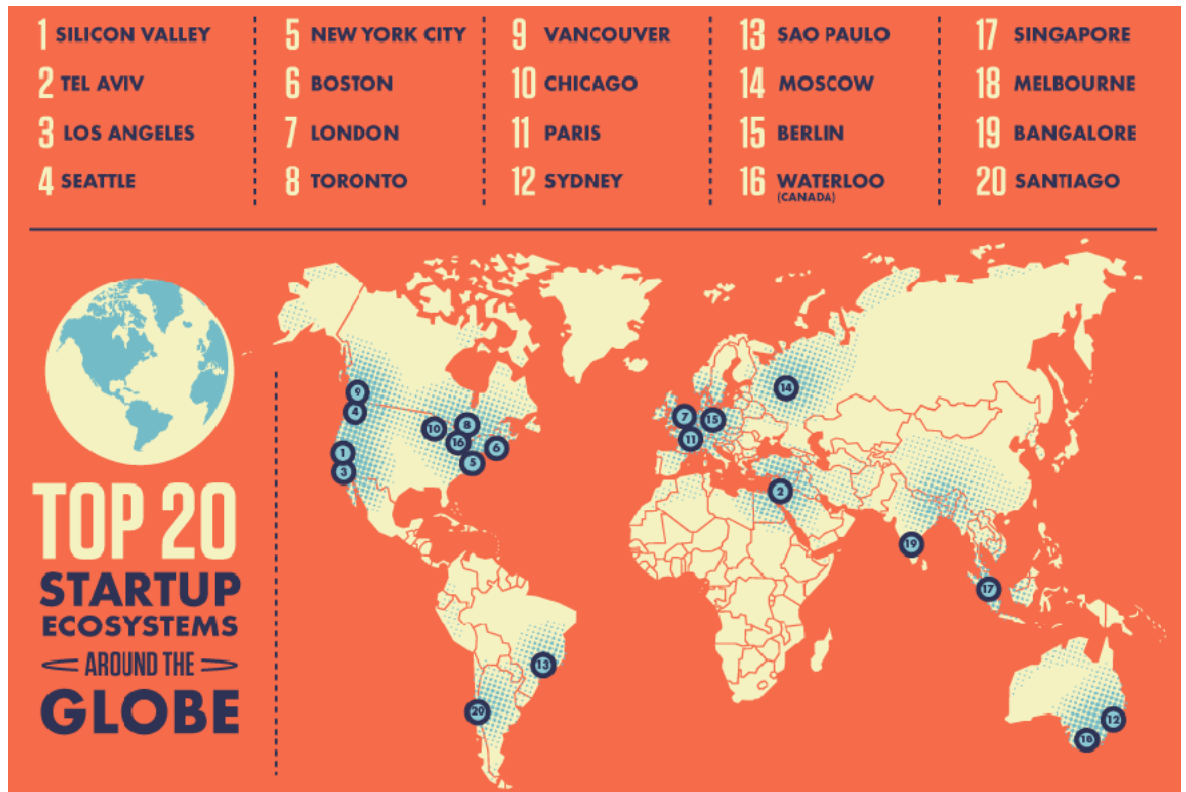 1 SILICON VALLEY
2 TEL AVIV
3 LOS ANGELES
4 SEATTLE
5 NEW YORK CITY
6 BOSTON
7 LONDON
8 TORONTO
9 VANCOUVER
10 CHICAGO
11 PARIS
12 SYDNEY
13 SAO PAULO
14 MOSCOW
15 BERLIN
16 WATERLOO
(CANADA)
17 SINGAPORE
18 MELBOURNE
19 BANGALORE
20 SANTIAGO
TOP 20
STARTUP
ECOSYSTEMS
AROUND THE
GLOBE
9
4
1
3
10
8
16
6
5
13
20
7
15
11
14
2
19
17
12
18